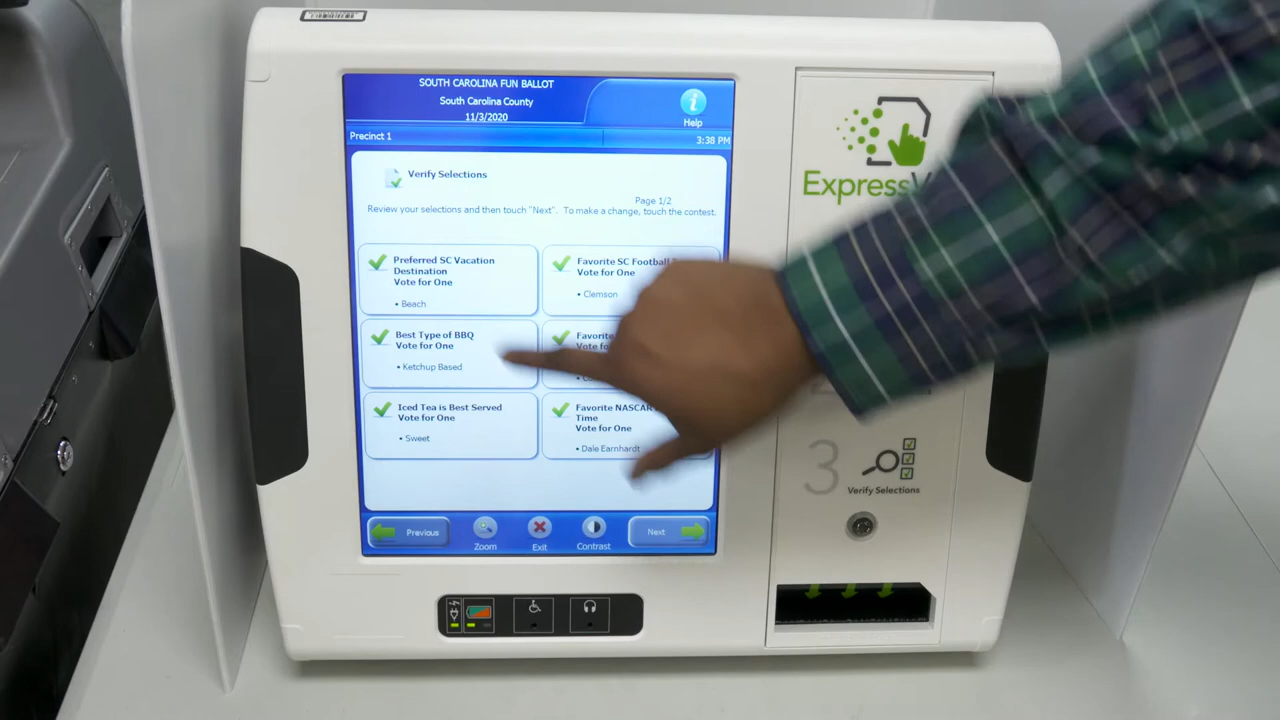 SOUTH CAROLINA FUN BALLOT
South Carolina County
11/3/2020
Help
Precinct 1
3:38 PM
Verify Selections
Page 1/2
Review your selections and then touch "Next". To make a change, touch the contest.
Preferred SC Vacation
Destination
Vote for One
• Beach
Favorite SC Football
Vote for One
• Clemson
Best Type of BBQ
Vote for One
• Ketchup Based
Favorite
Iced Tea is Best Served
Vote for One
• Sweet
Favorite NASCAR
Time
Vote for One
• Dale Earnhardt
Previous
Zoom
Exit
Contrast
Next
Express
3
Verify Selections